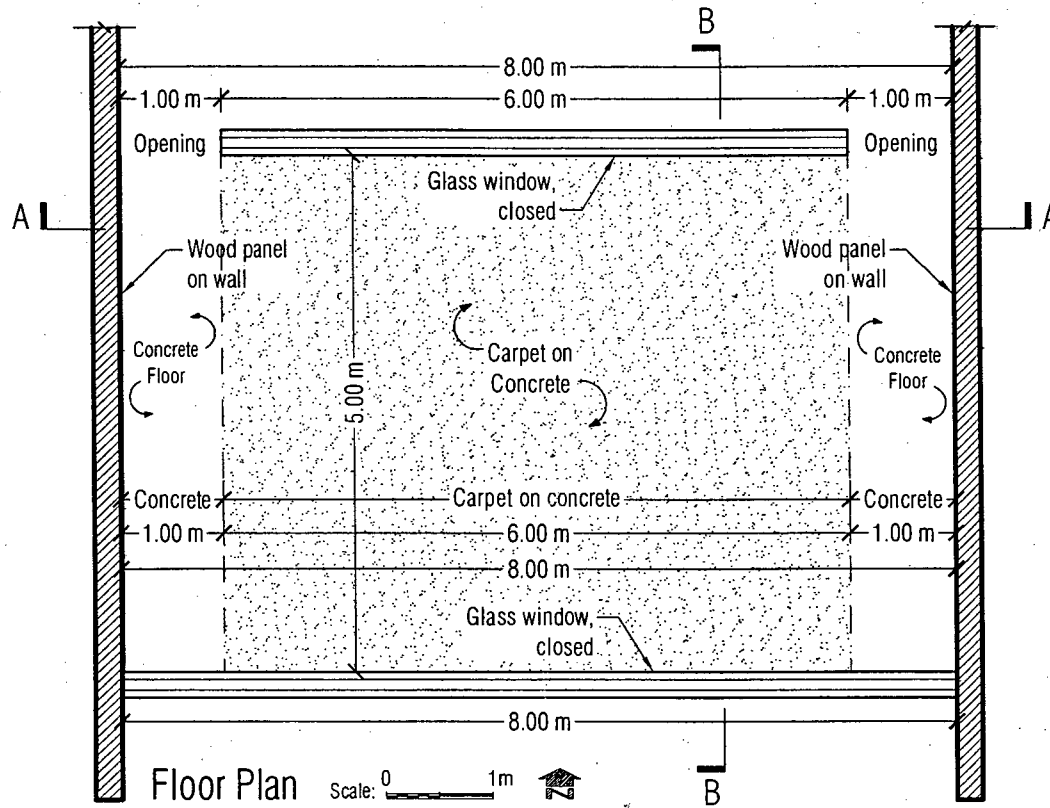 B
8.00 m
1.00 m
6.00 m
1.00 m
Opening
Opening
Glass window,
closed
A
A
Wood panel
on wall
Wood panel
on wall
Concrete
Floor
Carpet on
Concrete
Concrete
Floor
5.00 m
Concrete
Carpet on concrete
Concrete
1.00 m
6.00 m
1.00 m
8.00 m
Glass window,
closed
8.00 m
Floor Plan
Scale:
0
1m
N
B